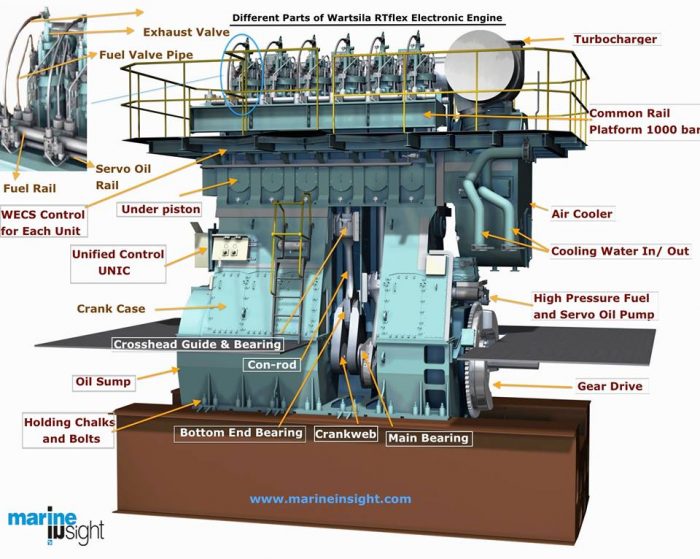 Different Parts of Wartsila RTflex Electronic Engine
Exhaust Valve
Fuel Valve Pipe
Turbocharger
Common Rail
Platform 1000 bar
Servo Oil
Rail
Fuel Rail
WECS Control
for Each Unit
Under piston
Air Cooler
Unified Control
UNIC
Cooling Water In/ Out
Crank Case
High Pressure Fuel
and Servo Oil Pump
Crosshead Guide & Bearing
Con-rod
Oil Sump
Gear Drive
Holding Chalks
and Bolts
Bottom End Bearing
Crankweb
Main Bearing
www.marineinsight.com
marine
insight